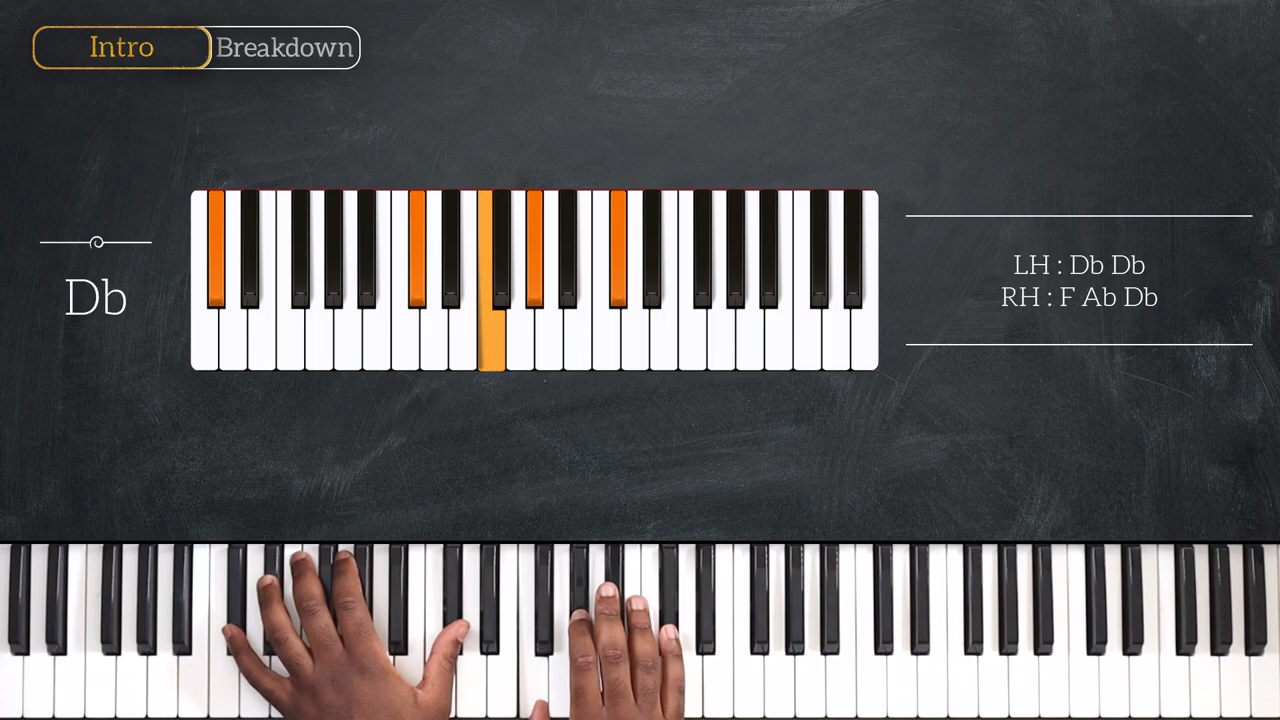 Intro
Breakdown
Db
LH : Db Db
RH : F Ab Db